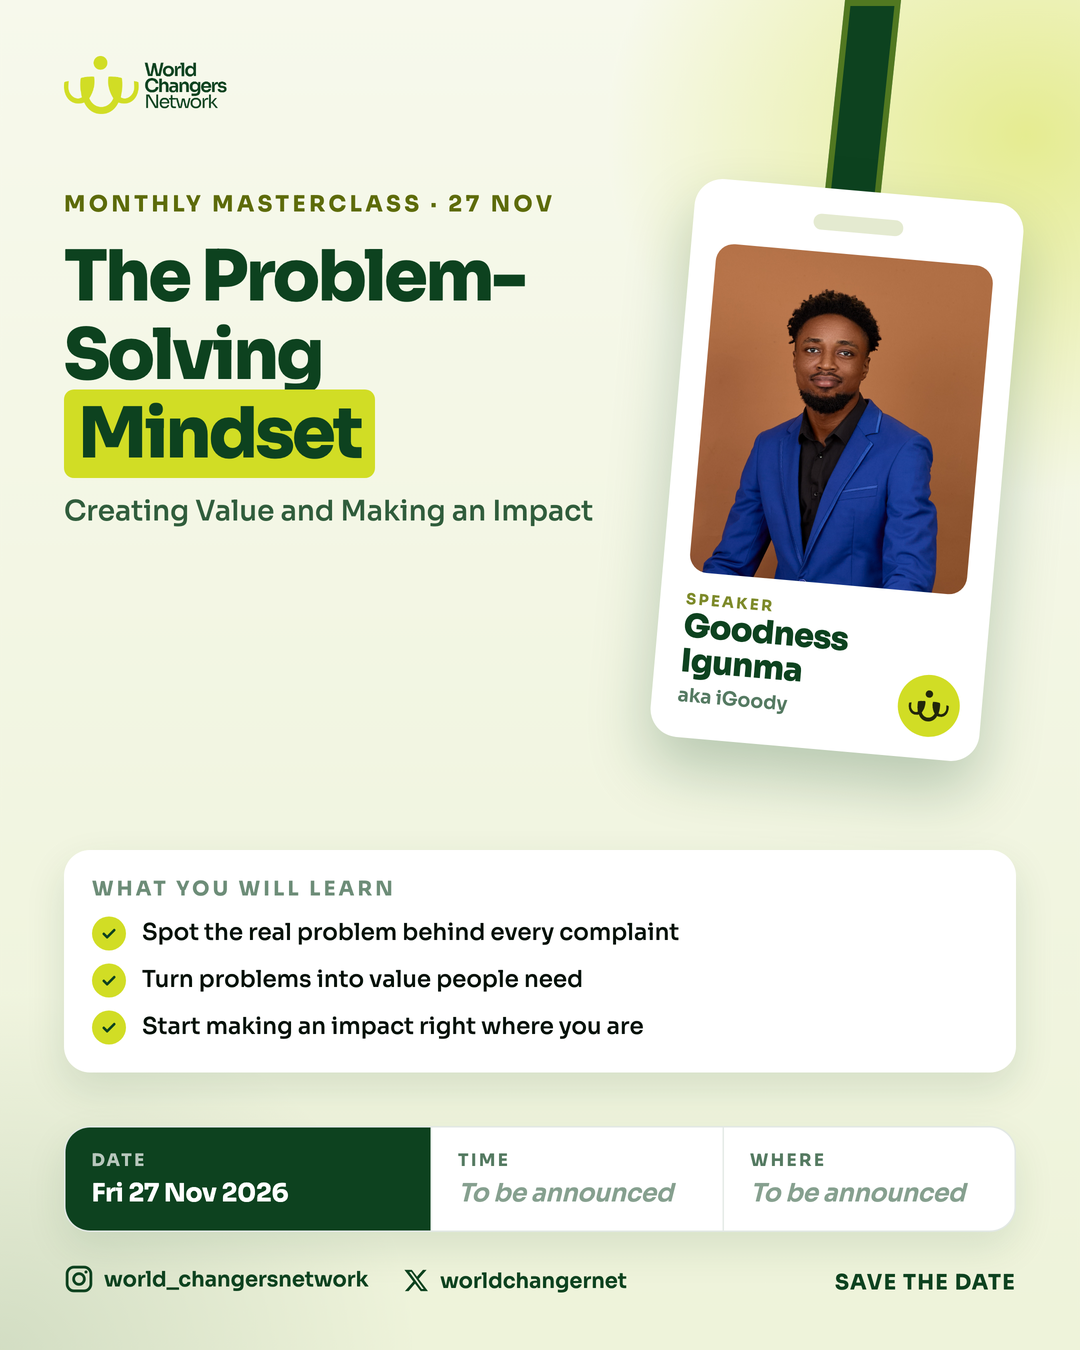 World
Changers
Network
MONTHLY MASTERCLASS · 27 NOV
The Problem-
Solving
Mindset
Creating Value and Making an Impact
SPEAKER
Goodness
Igunma
aka iGoody
WHAT YOU WILL LEARN
Spot the real problem behind every complaint
Turn problems into value people need
Start making an impact right where you are
DATE
Fri 27 Nov 2026
TIME
To be announced
WHERE
To be announced
world_changersnetwork
worldchangernet
SAVE THE DATE